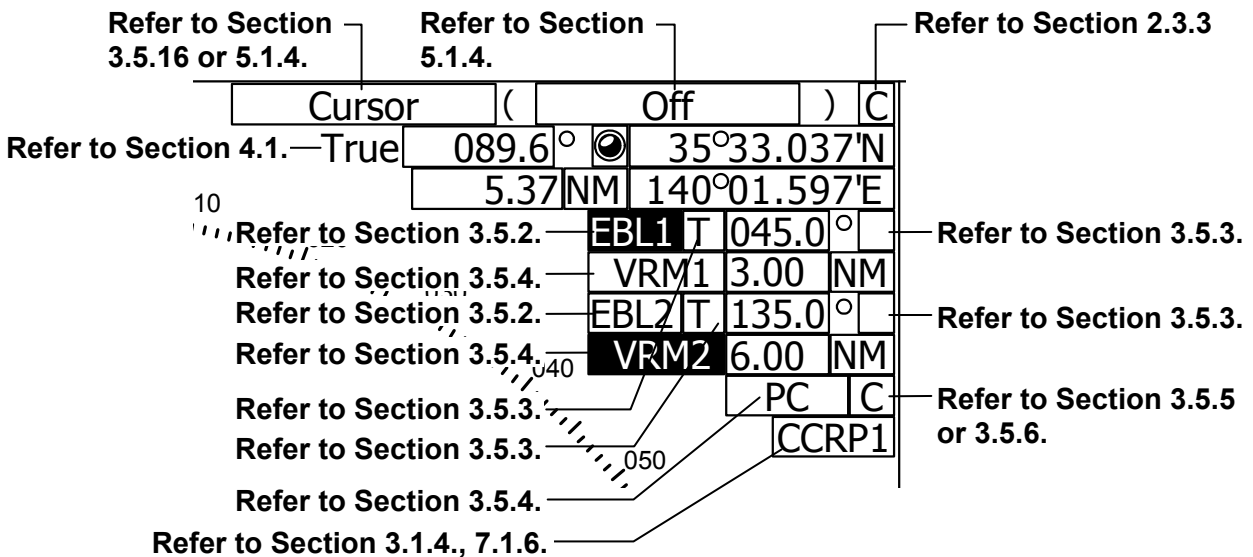 Refer to Section
3.5.16 or 5.1.4.
Refer to Section
5.1.4.
Refer to Section 2.3.3
Cursor ( Off ) C
Refer to Section 4.1. True 089.6° 35°33.037'N
5.37 NM 140°01.597'E
10
Refer to Section 3.5.2. EBL1 T 045.0° Refer to Section 3.5.3.
Refer to Section 3.5.4. VRM1 3.00 NM
Refer to Section 3.5.2. EBL2 T 135.0° Refer to Section 3.5.3.
Refer to Section 3.5.4. VRM2 6.00 NM
040
Refer to Section 3.5.3. PC C Refer to Section 3.5.5
or 3.5.6.
Refer to Section 3.5.3. CCRP1
050
Refer to Section 3.5.4.
Refer to Section 3.1.4., 7.1.6.